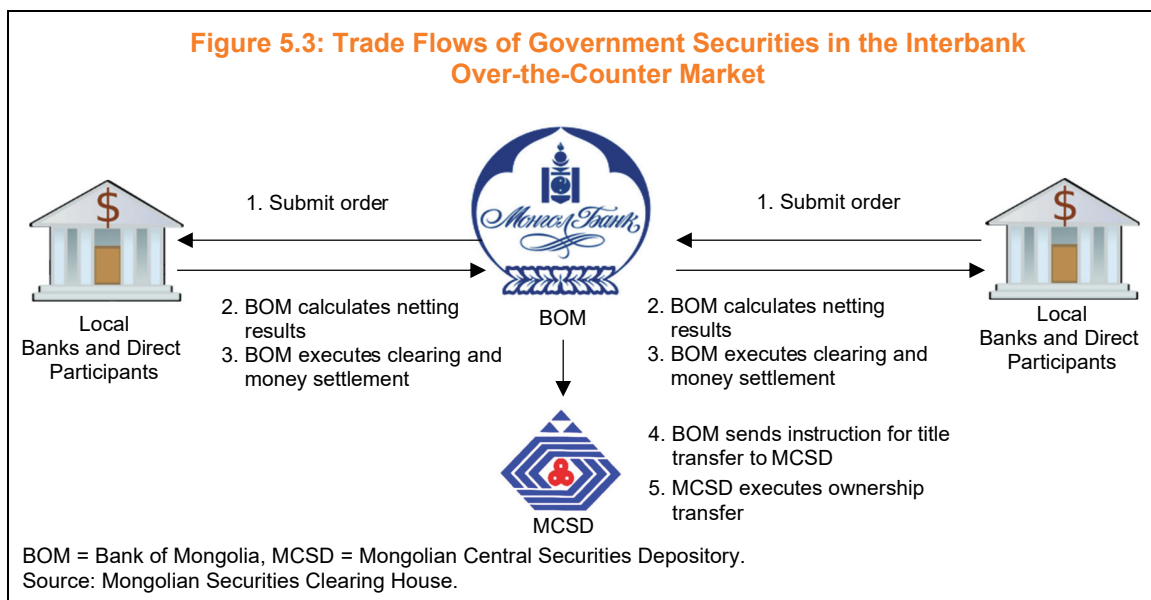 Figure 5.3: Trade Flows of Government Securities in the Interbank
Over-the-Counter Market
$
1. Submit order
МонголБанк
1. Submit order
$
Local
Banks and Direct
Participants
2. BOM calculates netting
results
3. BOM executes clearing and
money settlement
BOM
2. BOM calculates netting
results
3. BOM executes clearing and
money settlement
Local
Banks and Direct
Participants
MCSD
4. BOM sends instruction for title
transfer to MCSD
5. MCSD executes ownership
transfer
BOM = Bank of Mongolia, MCSD = Mongolian Central Securities Depository.
Source: Mongolian Securities Clearing House.